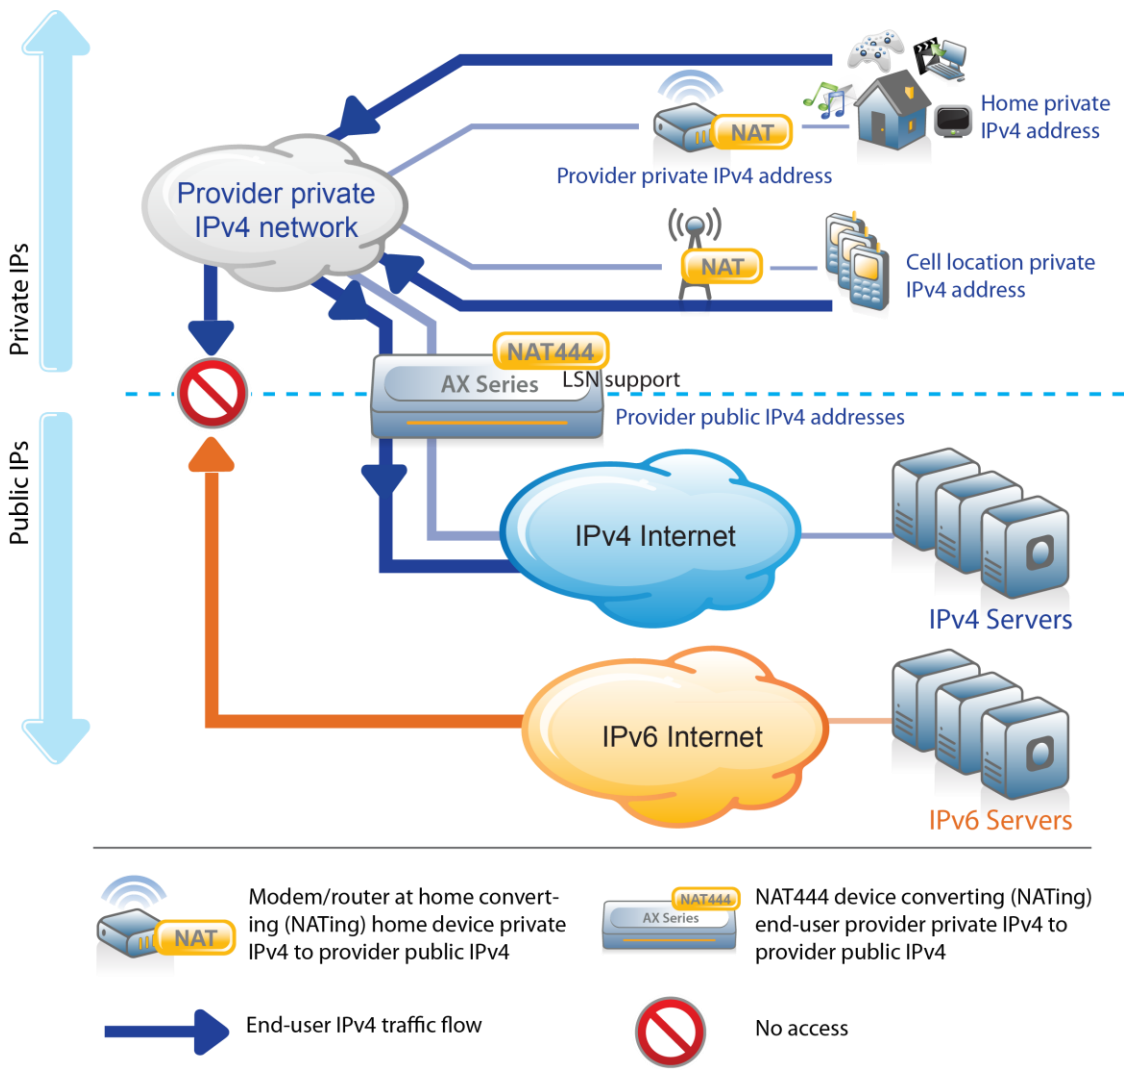 Private IPs
Public IPs
Home private
IPv4 address
NAT
Provider private IPv4 address
Provider private
IPv4 network
NAT
Cell location private
IPv4 address
NAT444
AX Series
LSN support
Provider public IPv4 addresses
IPv4 Internet
IPv4 Servers
IPv6 Internet
IPv6 Servers
NAT
Modem/router at home convert-
ing (NATing) home device private
IPv4 to provider public IPv4
NAT444
AX Series
NAT444 device converting (NATing)
end-user provider private IPv4 to
provider public IPv4
End-user IPv4 traffic flow
No access